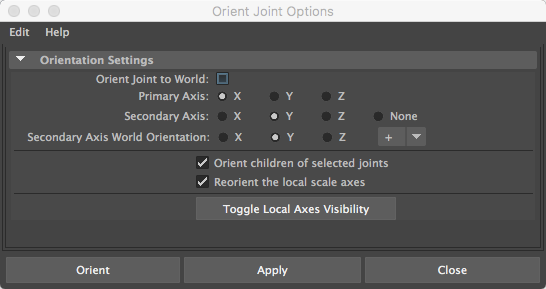 Orient Joint Options
Edit Help
Orientation Settings
Orient Joint to World:
Primary Axis: X Y Z
Secondary Axis: X Y Z None
Secondary Axis World Orientation: X Y Z +
Orient children of selected joints
Reorient the local scale axes
Toggle Local Axes Visibility
Orient Apply Close